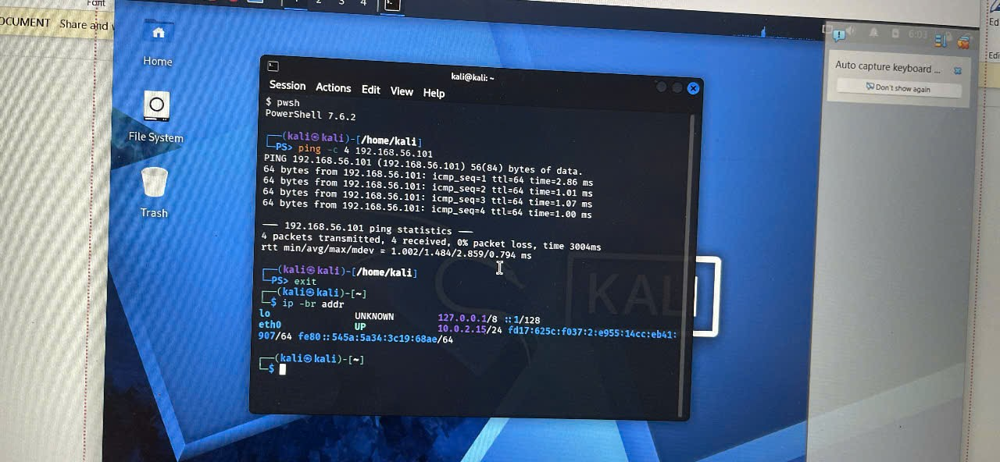 Font
OCUMENT Share and
2 3 4
6:03
Ed
Edi
Home
File System
Trash
Auto capture keyboard ...
Don't show again
kali@kali: ~
Session Actions Edit View Help
$ pwsh
PowerShell 7.6.2
┌──(kali㉿kali)-[/home/kali]
└─PS> ping -c 4 192.168.56.101
PING 192.168.56.101 (192.168.56.101) 56(84) bytes of data.
64 bytes from 192.168.56.101: icmp_seq=1 ttl=64 time=2.86 ms
64 bytes from 192.168.56.101: icmp_seq=2 ttl=64 time=1.01 ms
64 bytes from 192.168.56.101: icmp_seq=3 ttl=64 time=1.07 ms
64 bytes from 192.168.56.101: icmp_seq=4 ttl=64 time=1.00 ms
--- 192.168.56.101 ping statistics ---
4 packets transmitted, 4 received, 0% packet loss, time 3004ms
rtt min/avg/max/mdev = 1.002/1.484/2.859/0.794 ms
┌──(kali㉿kali)-[/home/kali]
└─PS> exit
┌──(kali㉿kali)-[~]
└─$ ip -br addr
lo UNKNOWN 127.0.0.1/8 ::1/128
eth0 UP 10.0.2.15/24 fd17:625c:f037:2:e955:14cc:eb41:
907/64 fe80::545a:5a34:3c19:68ae/64
┌──(kali㉿kali)-[~]
└─$
KALI